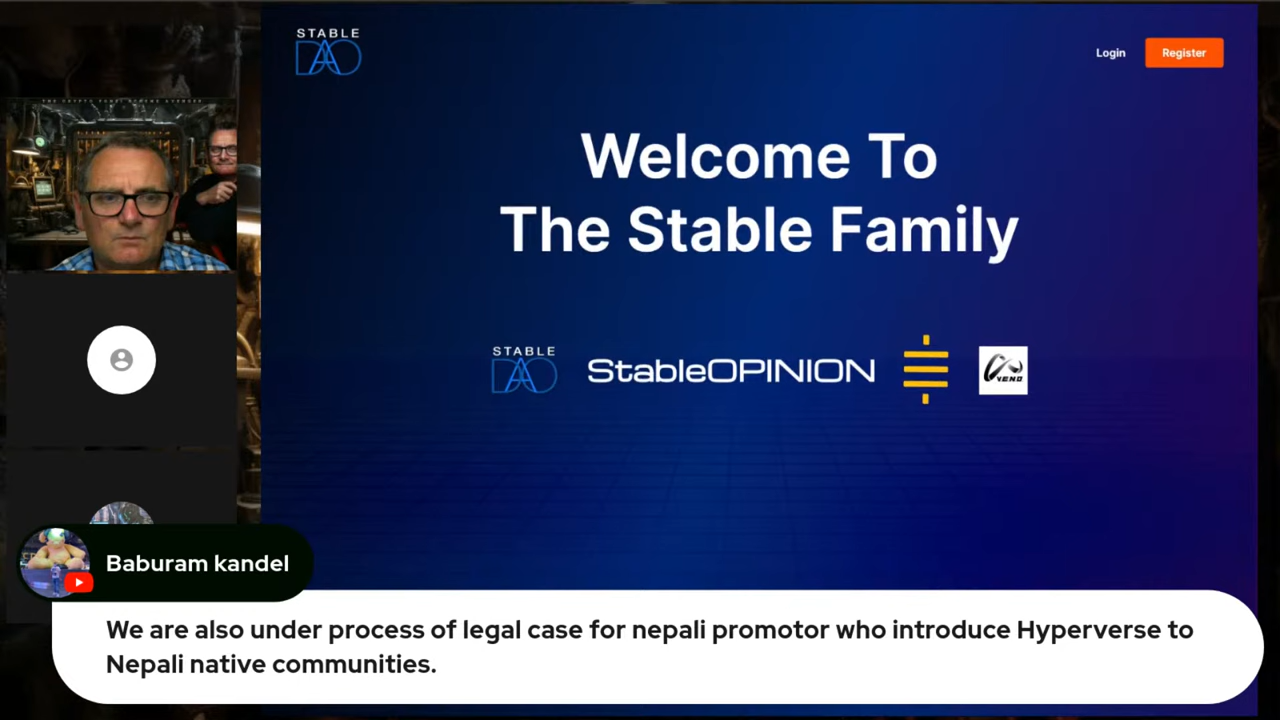 STABLE
DAO
Login
Register
Welcome To
The Stable Family
STABLE
DAO
StableOPINION
Baburam kandel
We are also under process of legal case for nepali promotor who introduce Hyperverse to
Nepali native communities.